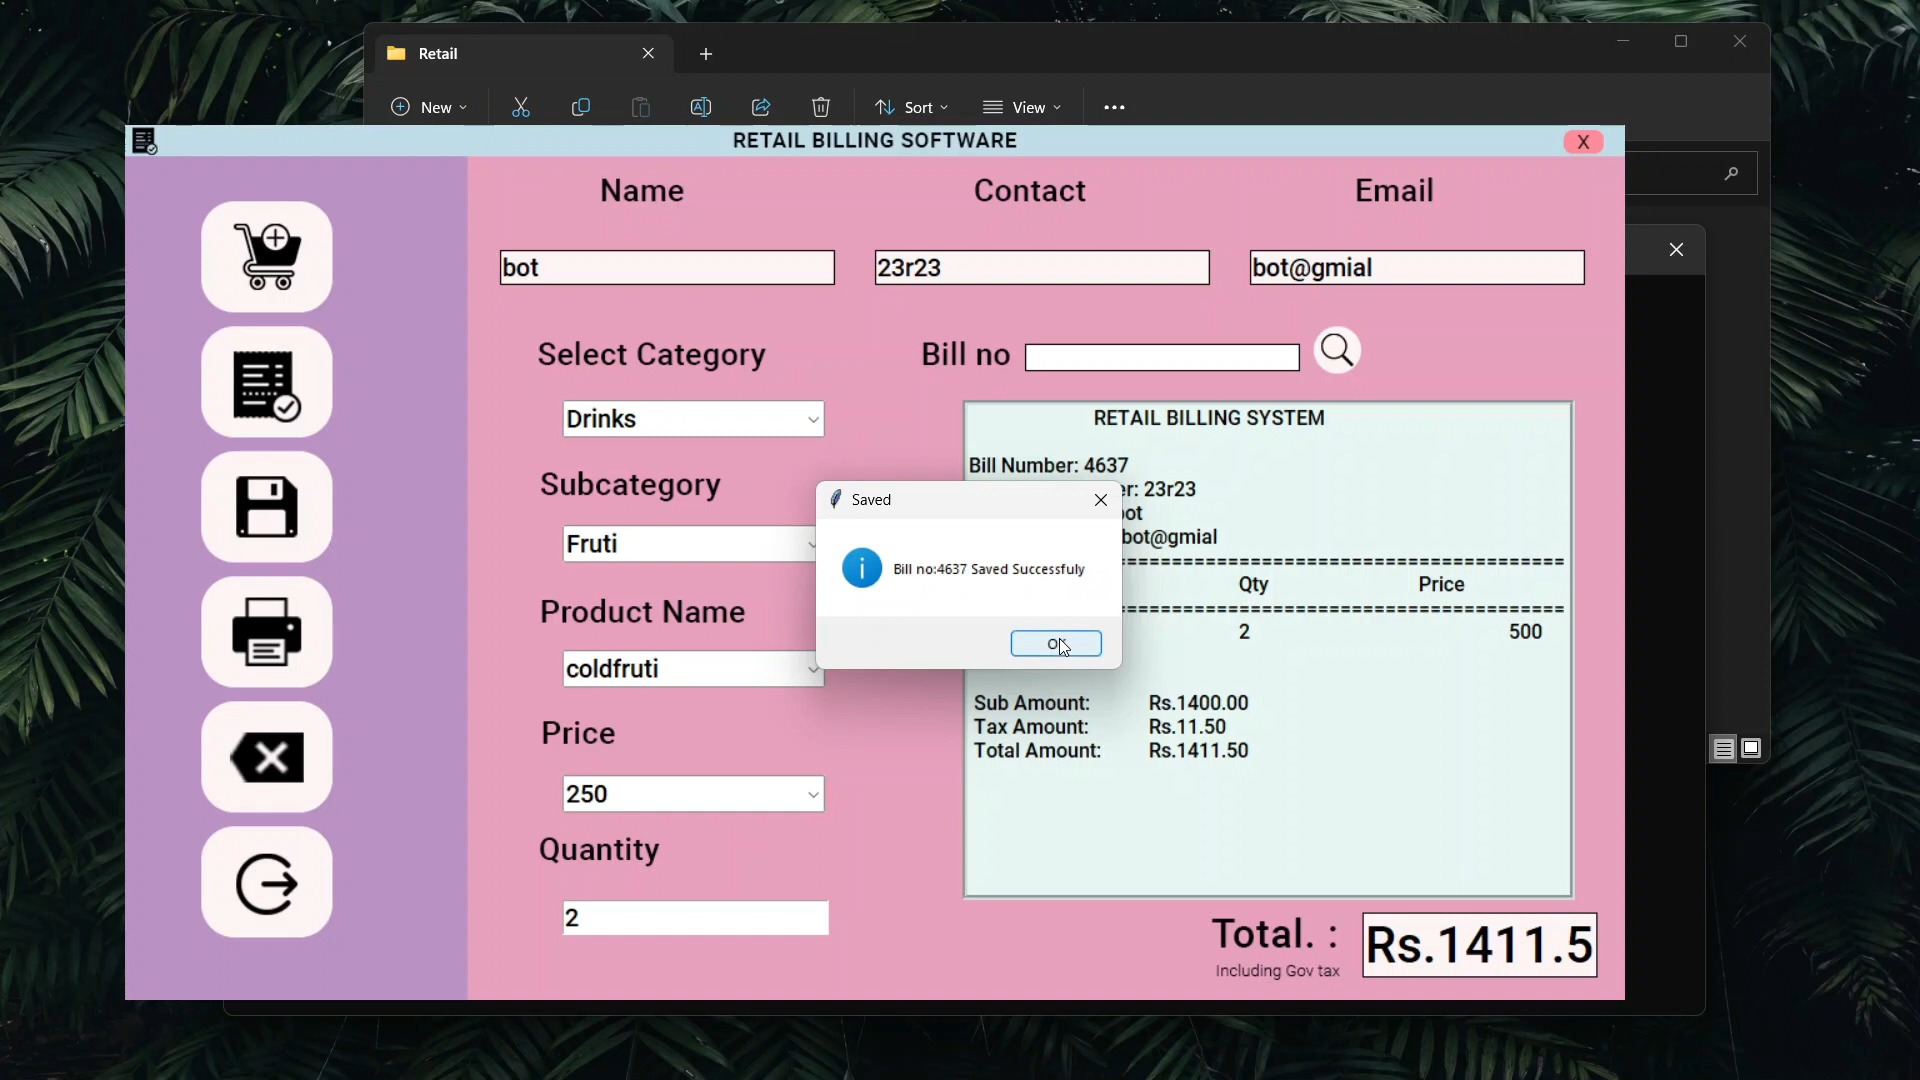 Retail
New
Sort
View
RETAIL BILLING SOFTWARE
X
Name
Contact
Email
bot
23r23
bot@gmial
Select Category
Bill no
Drinks
RETAIL BILLING SYSTEM
Bill Number: 4637
23r23
Subcategory
Saved
bot@gmial
Fruti
Bill no:4637 Saved Successfuly
Qty
Price
Product Name
2
500
coldfruti
Sub Amount: Rs.1400.00
Tax Amount: Rs.11.50
Total Amount: Rs.1411.50
Price
250
Quantity
2
Total. :
Rs.1411.5
Including Gov tax